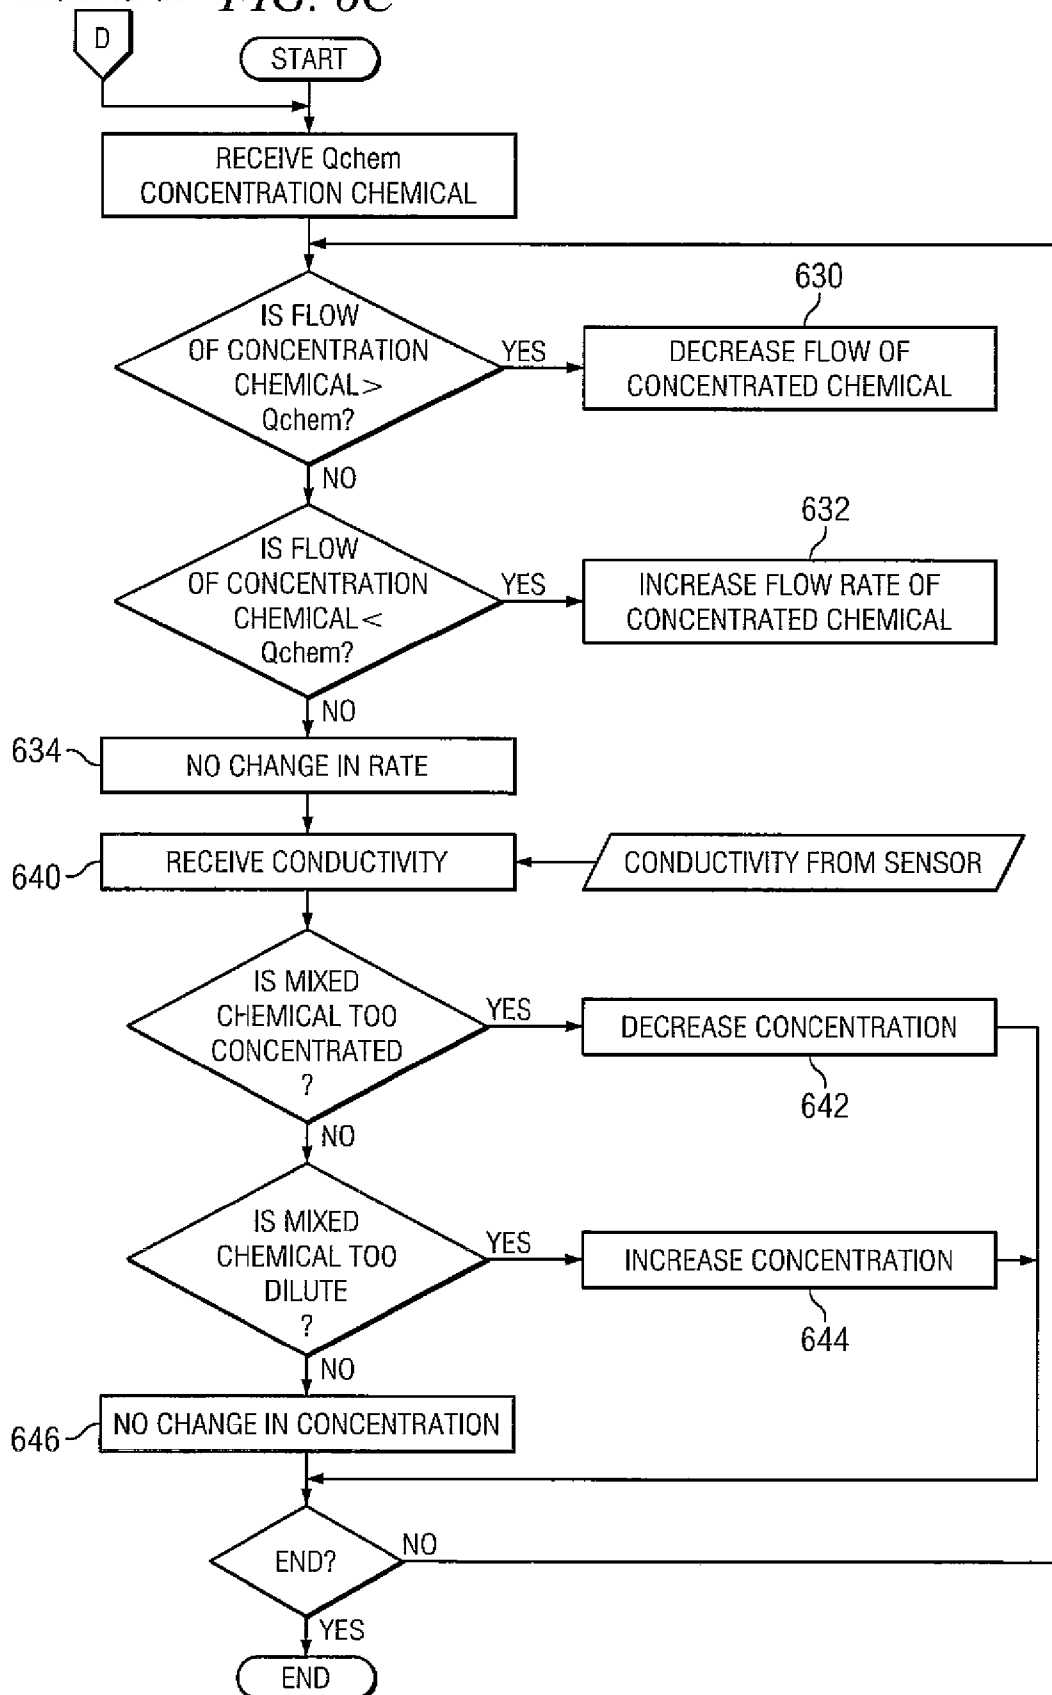 FIG. 6C
D
START
RECEIVE Qchem
CONCENTRATION CHEMICAL
630
IS FLOW
OF CONCENTRATION
CHEMICAL>
Qchem?
YES
DECREASE FLOW OF
CONCENTRATED CHEMICAL
NO
632
IS FLOW
OF CONCENTRATION
CHEMICAL<
Qchem?
YES
INCREASE FLOW RATE OF
CONCENTRATED CHEMICAL
NO
634
NO CHANGE IN RATE
640
RECEIVE CONDUCTIVITY
CONDUCTIVITY FROM SENSOR
IS MIXED
CHEMICAL TOO
CONCENTRATED
?
YES
DECREASE CONCENTRATION
642
NO
IS MIXED
CHEMICAL TOO
DILUTE
?
YES
INCREASE CONCENTRATION
644
NO
646
NO CHANGE IN CONCENTRATION
END?
NO
YES
END